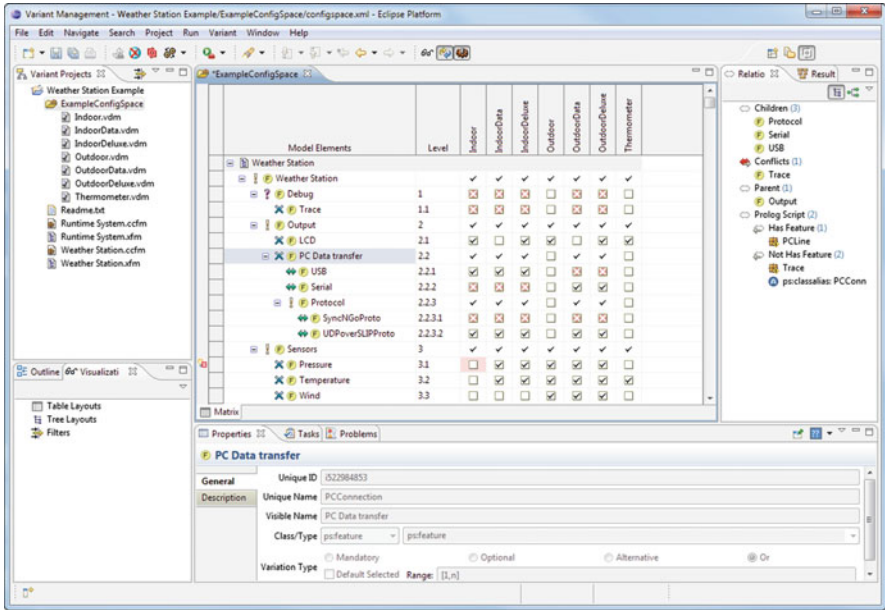 Variant Management - Weather Station Example/ExampleConfigSpace/configspace.xml - Eclipse Platform
File Edit Navigate Search Project Run Variant Window Help
Variant Projects
Weather Station Example
ExampleConfigSpace
Indoor.vdm
IndoorData.vdm
IndoorDeluxe.vdm
Outdoor.vdm
OutdoorData.vdm
OutdoorDeluxe.vdm
Thermometer.vdm
Readme.txt
Runtime System.ccfm
Runtime System.xfm
Weather Station.ccfm
Weather Station.xfm
Outline Visualizati
Table Layouts
Tree Layouts
Filters
*ExampleConfigSpace
Model Elements Level Indoor IndoorData IndoorDeluxe Outdoor OutdoorData OutdoorDeluxe Thermometer
Weather Station
Weather Station
Debug 1
Trace 1.1
Output 2
LCD 2.1
PC Data transfer 2.2
USB 2.2.1
Serial 2.2.2
Protocol 2.2.3
SyncNGoProto 2.2.3.1
UDPoverSLIPProto 2.2.3.2
Sensors 3
Pressure 3.1
Temperature 3.2
Wind 3.3
Matrix
Relatio Result
Children (3)
Protocol
Serial
USB
Conflicts (1)
Trace
Parent (1)
Output
Prolog Script (2)
Has Feature (1)
PCLine
Not Has Feature (2)
Trace
ps:classalias: PCConn
Properties Tasks Problems
PC Data transfer
General
Description
Unique ID i522984853
Unique Name PCConnection
Visible Name PC Data transfer
Class/Type ps:feature ps:feature
Variation Type Mandatory Optional Alternative Or
Default Selected Range: [1,n]